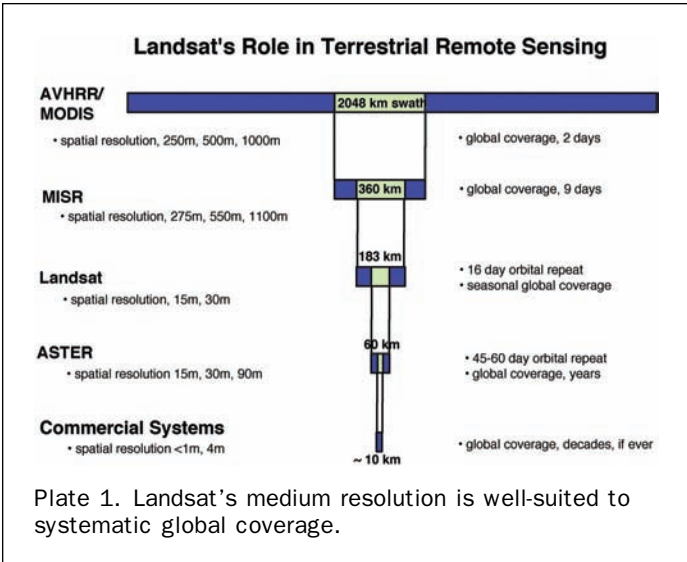 Landsat's Role in Terrestrial Remote Sensing
AVHRR/
MODIS
2048 km swath
• spatial resolution, 250m, 500m, 1000m
• global coverage, 2 days
MISR
360 km
• global coverage, 9 days
• spatial resolution, 275m, 550m, 1100m
183 km
Landsat
• 16 day orbital repeat
• seasonal global coverage
• spatial resolution, 15m, 30m
60 km
ASTER
• 45-60 day orbital repeat
• spatial resolution 15m, 30m, 90m
• global coverage, years
Commercial Systems
• spatial resolution <1m, 4m
• global coverage, decades, if ever
~ 10 km
Plate 1. Landsat's medium resolution is well-suited to
systematic global coverage.